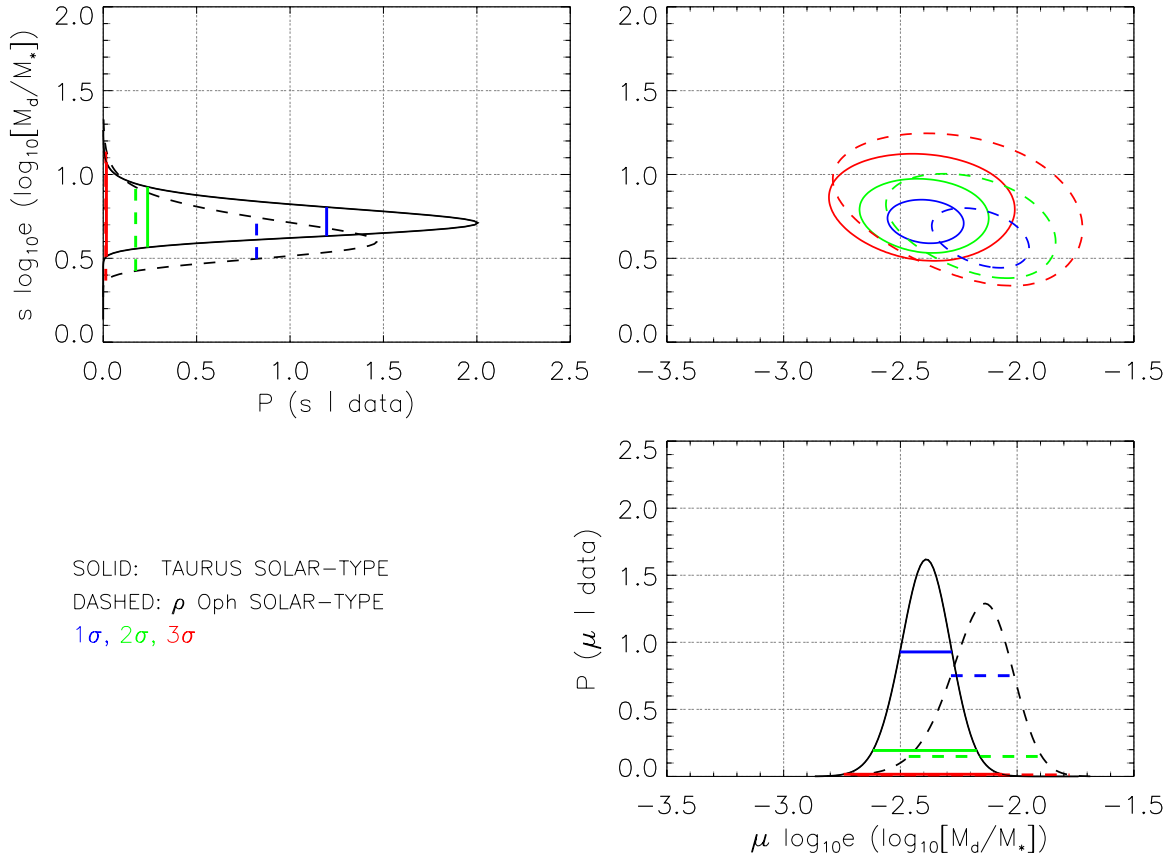 s log10e (log10[Md/M*])
2.0
1.5
1.0
0.5
0.0
0.0 0.5 1.0 1.5 2.0 2.5
P (s | data)
2.0
1.5
1.0
0.5
0.0
−3.5 −3.0 −2.5 −2.0 −1.5
SOLID: TAURUS SOLAR−TYPE
DASHED: ρ Oph SOLAR−TYPE
1σ, 2σ, 3σ
P (μ | data)
2.5
2.0
1.5
1.0
0.5
0.0
−3.5 −3.0 −2.5 −2.0 −1.5
μ log10e (log10[Md/M*])